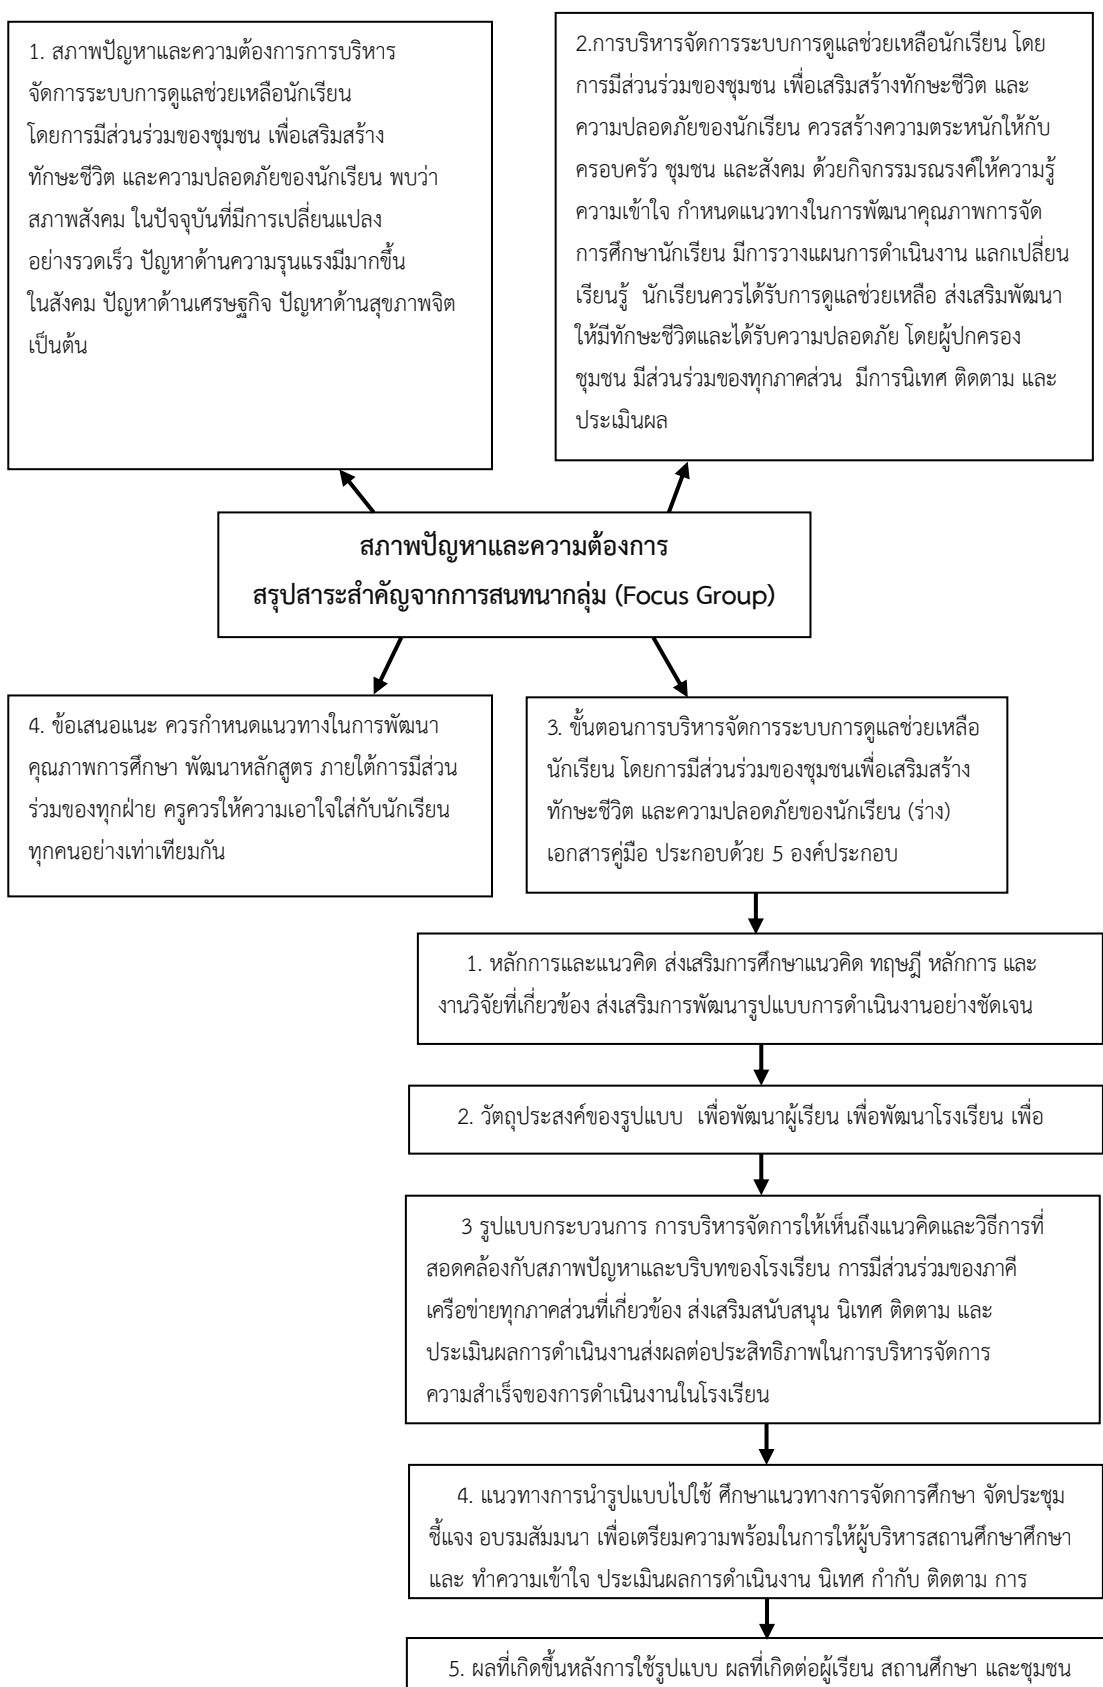 1. สภาพปัญหาและความต้องการการบริหาร
จัดการระบบการดูแลช่วยเหลือนักเรียน
โดยการมีส่วนร่วมของชุมชน เพื่อเสริมสร้าง
ทักษะชีวิต และความปลอดภัยของนักเรียน พบว่า
สภาพสังคม ในปัจจุบันที่มีการเปลี่ยนแปลง
อย่างรวดเร็ว ปัญหาด้านความรุนแรงมีมากขึ้น
ในสังคม ปัญหาด้านเศรษฐกิจ ปัญหาด้านสุขภาพจิต
เป็นต้น
2.การบริหารจัดการระบบการดูแลช่วยเหลือนักเรียน โดย
การมีส่วนร่วมของชุมชน เพื่อเสริมสร้างทักษะชีวิต และ
ความปลอดภัยของนักเรียน ควรสร้างความตระหนักให้กับ
ครอบครัว ชุมชน และสังคม ด้วยกิจกรรมรณรงค์ให้ความรู้
ความเข้าใจ กำหนดแนวทางในการพัฒนาคุณภาพการจัด
การศึกษานักเรียน มีการวางแผนการดำเนินงาน แลกเปลี่ยน
เรียนรู้ นักเรียนควรได้รับการดูแลช่วยเหลือ ส่งเสริมพัฒนา
ให้มีทักษะชีวิตและได้รับความปลอดภัย โดยผู้ปกครอง
ชุมชน มีส่วนร่วมของทุกภาคส่วน มีการนิเทศ ติดตาม และ
ประเมินผล
สภาพปัญหาและความต้องการ
สรุปสาระสำคัญจากการสนทนากลุ่ม (Focus Group)
4. ข้อเสนอแนะ ควรกำหนดแนวทางในการพัฒนา
คุณภาพการศึกษา พัฒนาหลักสูตร ภายใต้การมีส่วน
ร่วมของทุกฝ่าย ครูควรให้ความเอาใจใส่กับนักเรียน
ทุกคนอย่างเท่าเทียมกัน
3. ขั้นตอนการบริหารจัดการระบบการดูแลช่วยเหลือ
นักเรียน โดยการมีส่วนร่วมของชุมชนเพื่อเสริมสร้าง
ทักษะชีวิต และความปลอดภัยของนักเรียน (ร่าง)
เอกสารคู่มือ ประกอบด้วย 5 องค์ประกอบ
1. หลักการและแนวคิด ส่งเสริมการศึกษาแนวคิด ทฤษฎี หลักการ และ
งานวิจัยที่เกี่ยวข้อง ส่งเสริมการพัฒนารูปแบบการดำเนินงานอย่างชัดเจน
2. วัตถุประสงค์ของรูปแบบ เพื่อพัฒนาผู้เรียน เพื่อพัฒนาโรงเรียน เพื่อ
3 รูปแบบกระบวนการ การบริหารจัดการให้เห็นถึงแนวคิดและวิธีการที่
สอดคล้องกับสภาพปัญหาและบริบทของโรงเรียน การมีส่วนร่วมของภาคี
เครือข่ายทุกภาคส่วนที่เกี่ยวข้อง ส่งเสริมสนับสนุน นิเทศ ติดตาม และ
ประเมินผลการดำเนินงานส่งผลต่อประสิทธิภาพในการบริหารจัดการ
ความสำเร็จของการดำเนินงานในโรงเรียน
4. แนวทางการนำรูปแบบไปใช้ ศึกษาแนวทางการจัดการศึกษา จัดประชุม
ชี้แจง อบรมสัมมนา เพื่อเตรียมความพร้อมในการให้ผู้บริหารสถานศึกษาศึกษา
และ ทำความเข้าใจ ประเมินผลการดำเนินงาน นิเทศ กำกับ ติดตาม การ
5. ผลที่เกิดขึ้นหลังการใช้รูปแบบ ผลที่เกิดต่อผู้เรียน สถานศึกษา และชุมชน